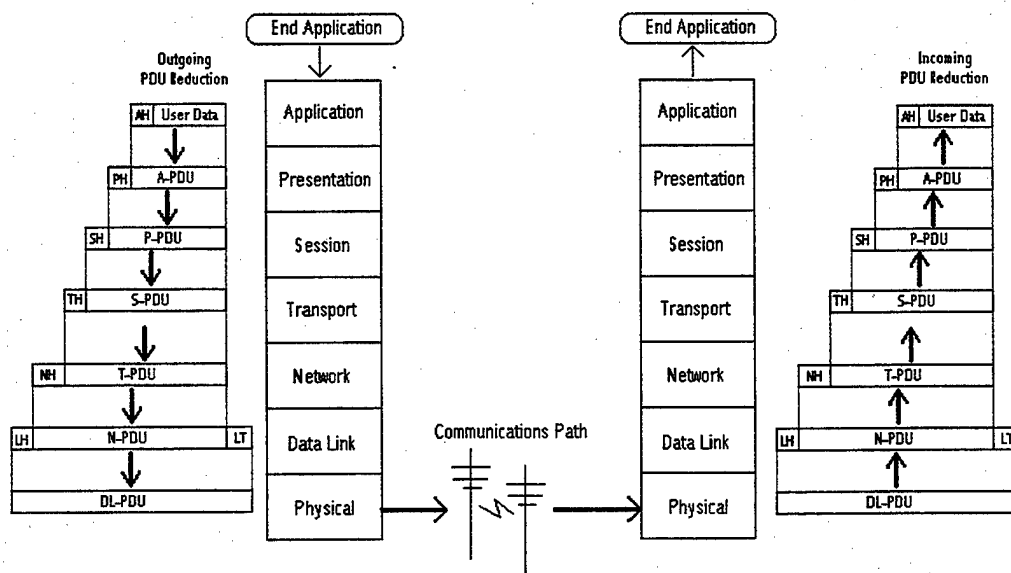 End Application
End Application
Outgoing
PDU Reduction
Incoming
PDU Reduction
AH User Data
A-PDU
PH
P-PDU
SH
S-PDU
TH
T-PDU
NH
N-PDU
LH
LT
DL-PDU
Application
Presentation
Session
Transport
Network
Data Link
Physical
Communications Path
Application
Presentation
Session
Transport
Network
Data Link
Physical
AH User Data
PH A-PDU
SH P-PDU
TH S-PDU
NH T-PDU
LH N-PDU LT
DL-PDU